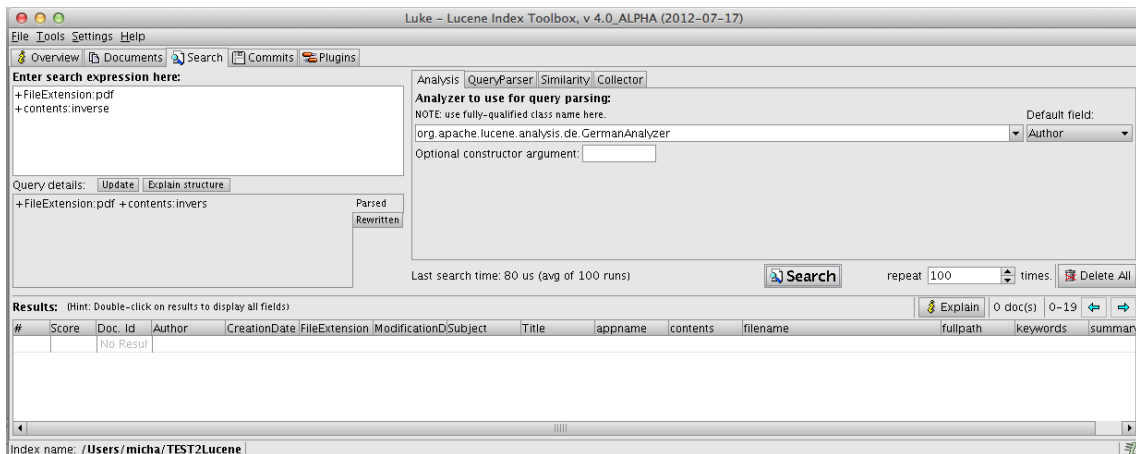 Luke – Lucene Index Toolbox, v 4.0_ALPHA (2012-07-17)
File Tools Settings Help
Overview Documents Search Commits Plugins
Enter search expression here:
+FileExtension:pdf
+contents:inverse
Analysis QueryParser Similarity Collector
Analyzer to use for query parsing:
NOTE: use fully-qualified class name here.
Default field:
org.apache.lucene.analysis.de.GermanAnalyzer
Author
Optional constructor argument:
Query details: Update Explain structure
+FileExtension:pdf +contents:invers
Parsed
Rewritten
Last search time: 80 us (avg of 100 runs)
Search
repeat 100 times.
Delete All
Results: (Hint: Double-click on results to display all fields)
Explain 0 doc(s) 0-19
# Score Doc. Id Author CreationDate FileExtension ModificationD Subject Title appname contents filename fullpath keywords summary
No Resul
Index name: /Users/micha/TEST2Lucene